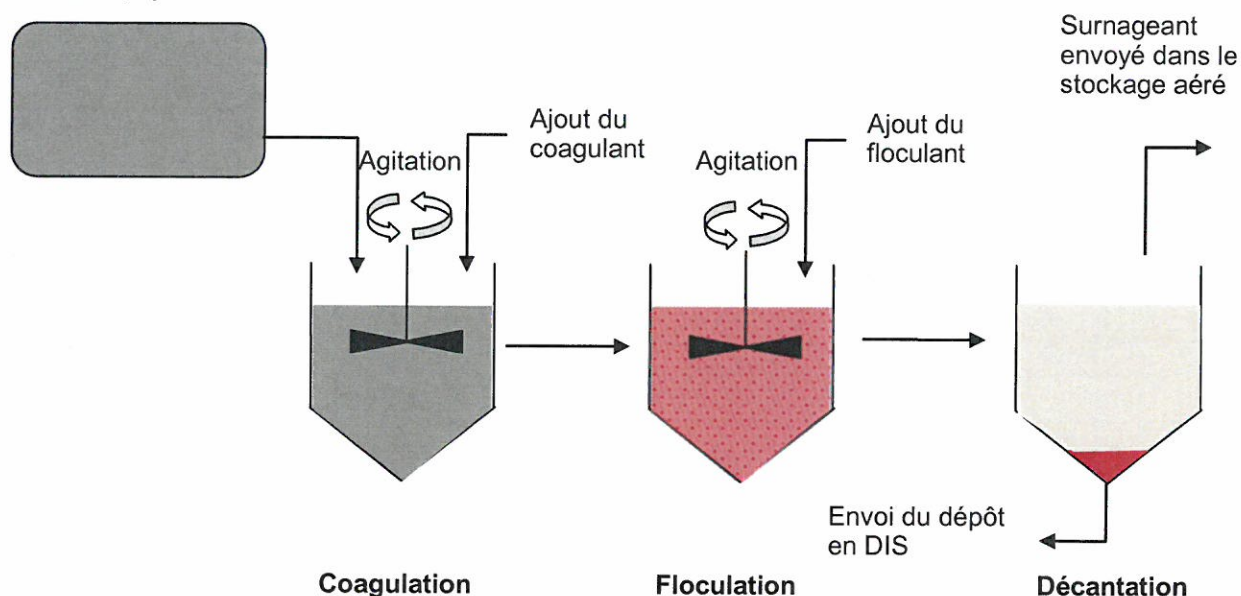 Surnageant
envoyé dans le
stockage aéré
Ajout du
coagulant
Ajout du
floculant
Agitation
Agitation
Envoi du dépôt
en DIS
Coagulation
Floculation
Décantation